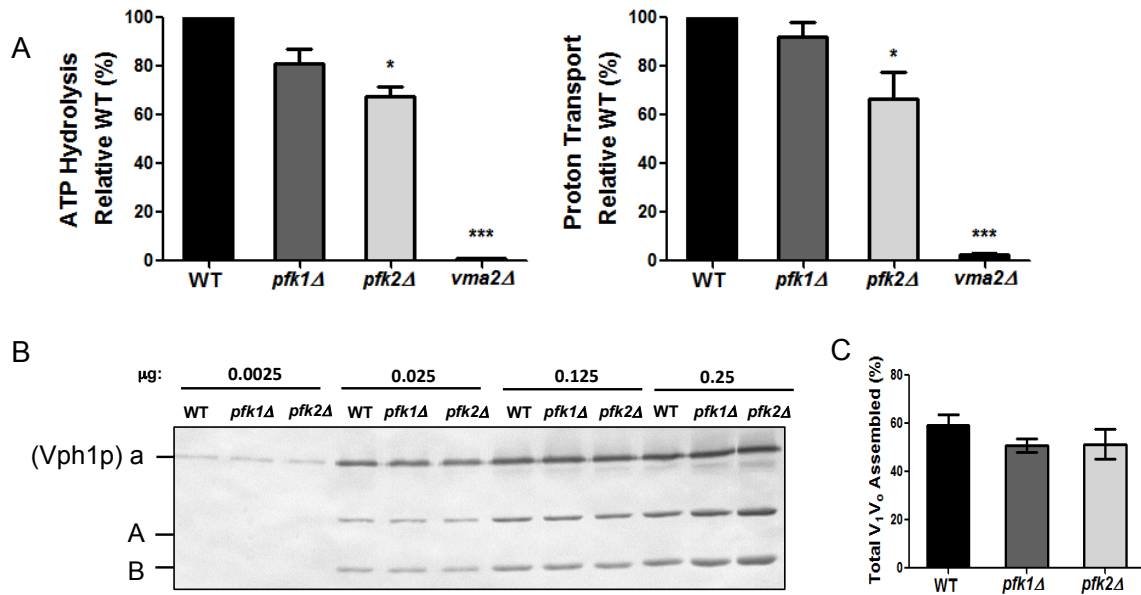 A
ATP Hydrolysis
Relative WT (%)
100
80
60
40
20
0
*
***
WT
pfk1Δ
pfk2Δ
vma2Δ
Proton Transport
Relative WT (%)
100
80
60
40
20
0
*
***
WT
pfk1Δ
pfk2Δ
vma2Δ
B
μg: 0.0025 0.025 0.125 0.25
WT pfk1Δ pfk2Δ WT pfk1Δ pfk2Δ WT pfk1Δ pfk2Δ WT pfk1Δ pfk2Δ
(Vph1p) a
A
B
C
Total V₁Vₒ Assembled (%)
80
60
40
20
0
WT
pfk1Δ
pfk2Δ